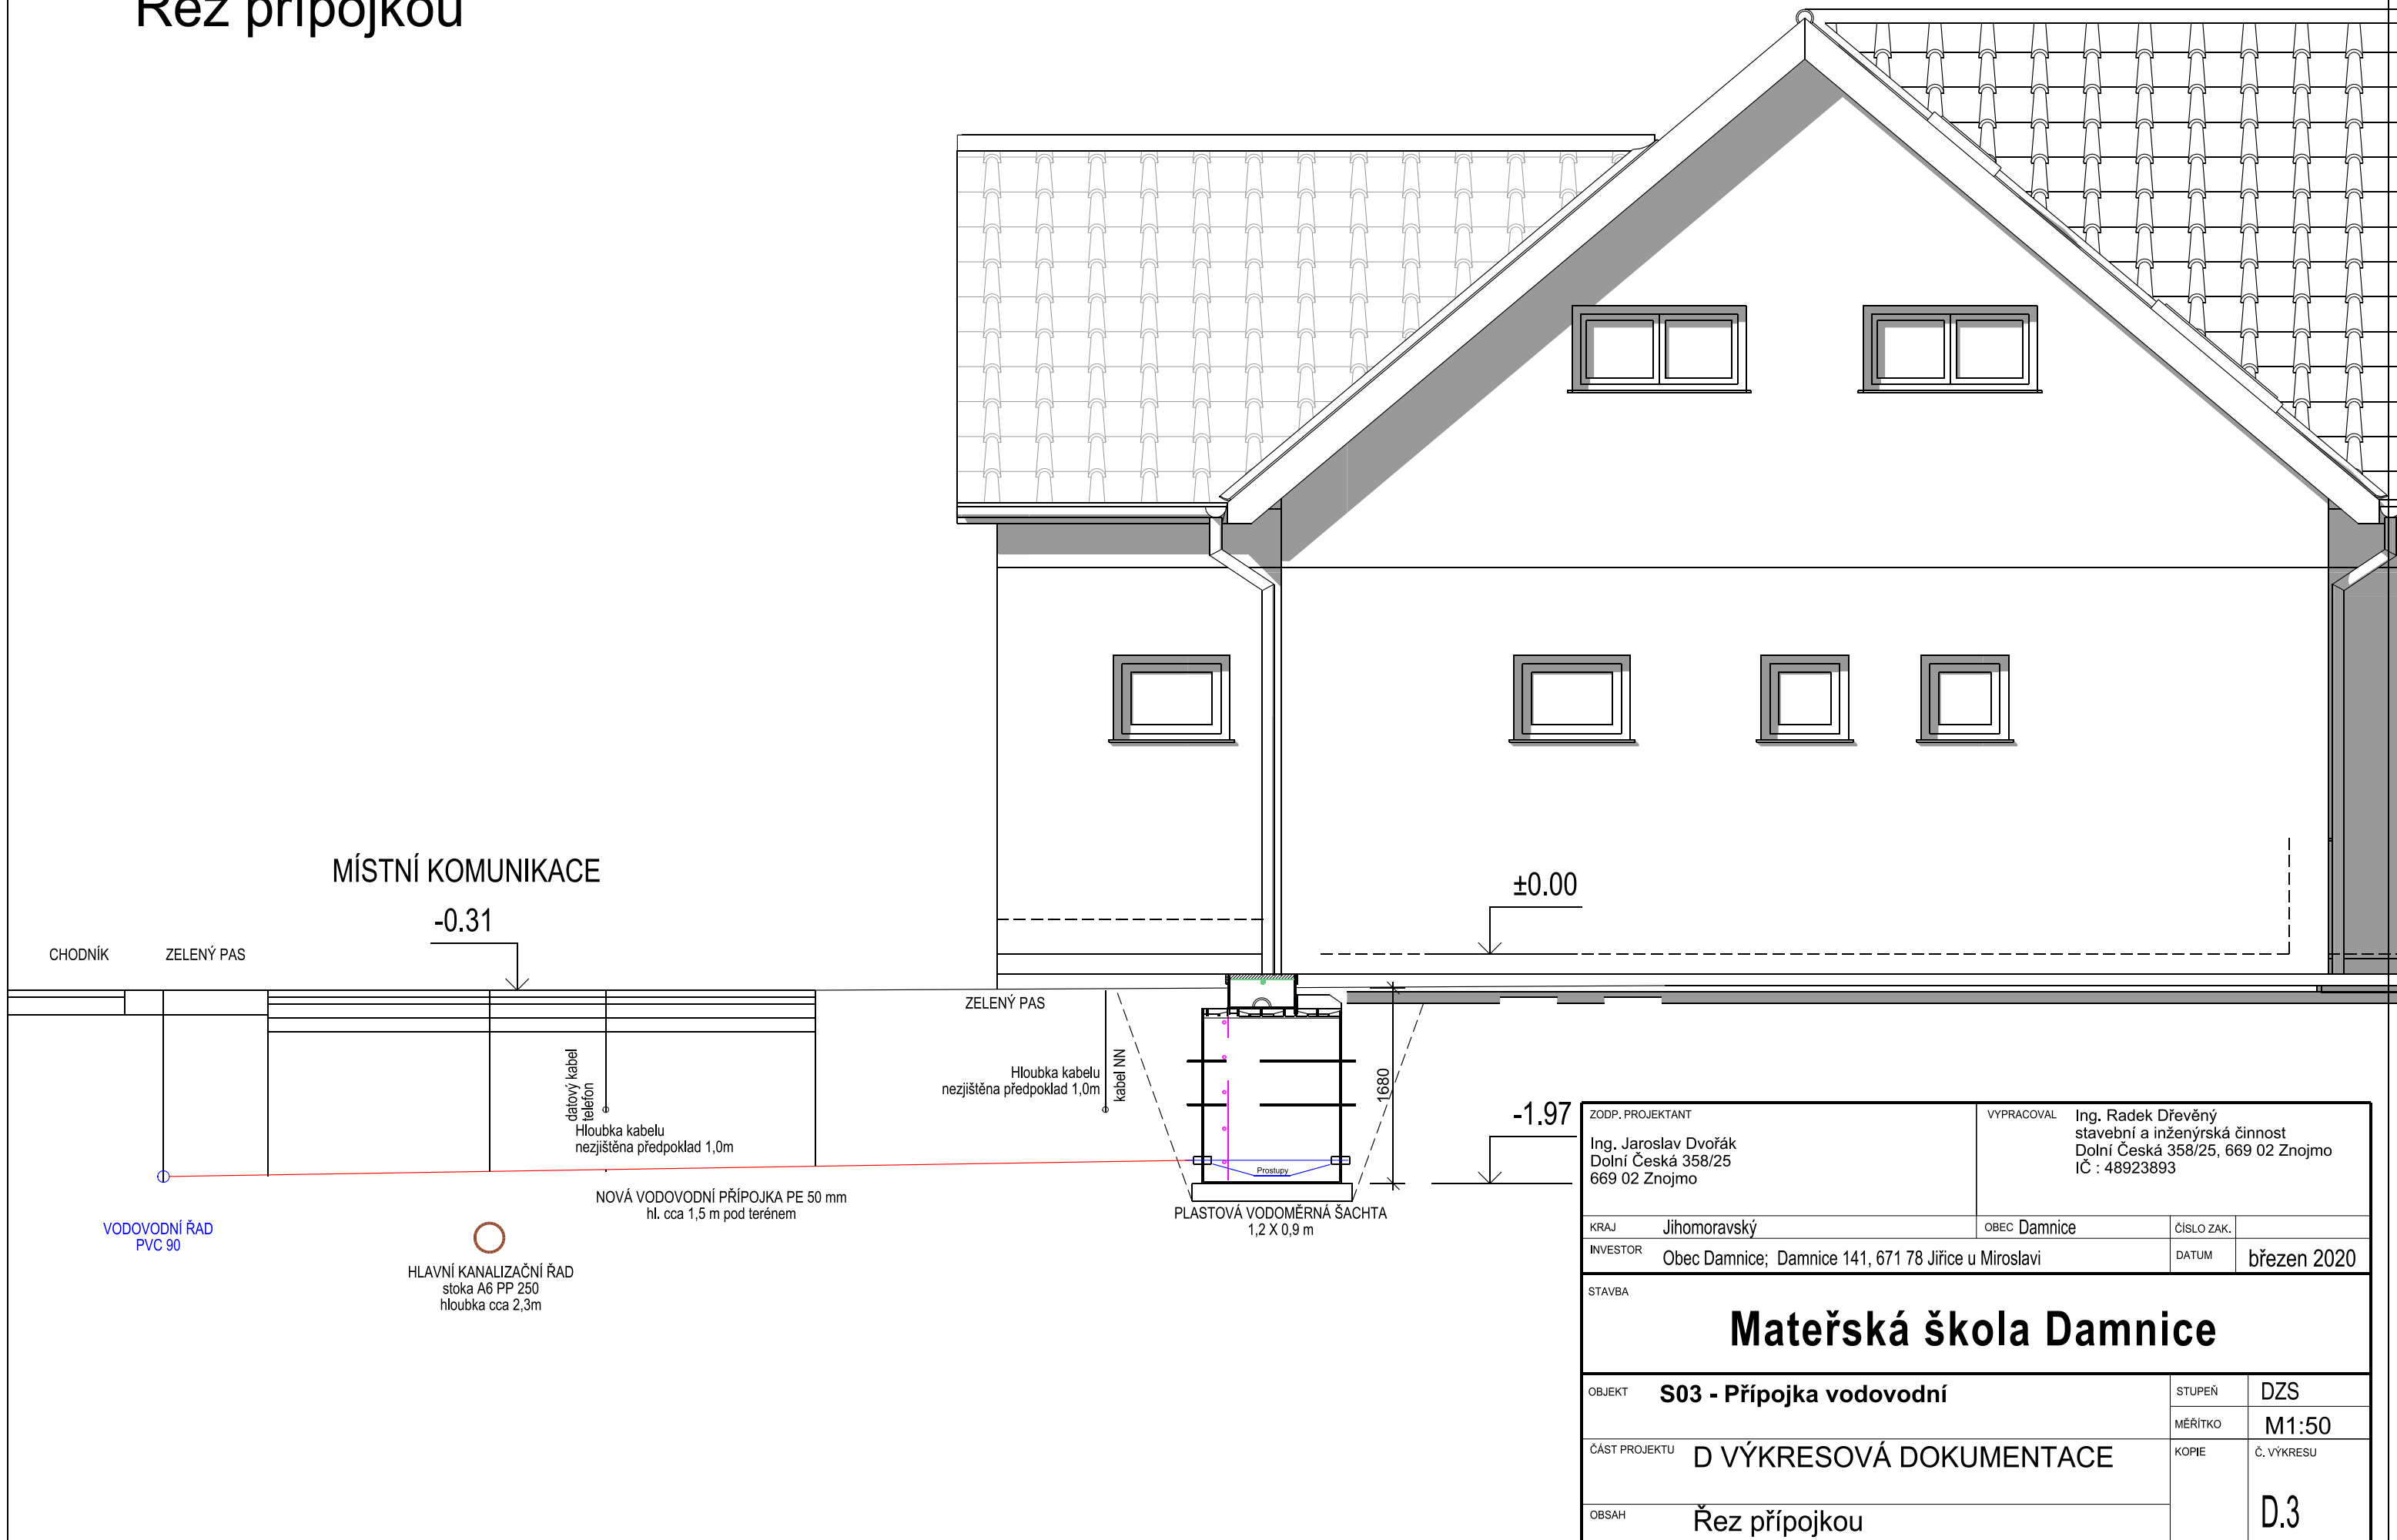 Řez přípojkou
MÍSTNÍ KOMUNIKACE
-0.31
±0.00
CHODNÍK
ZELENÝ PAS
ZELENÝ PAS
datový kabel
telefon
Hloubka kabelu
nezjištěna předpoklad 1,0m
Hloubka kabelu
nezjištěna předpoklad 1,0m
kabel NN
1680
-1.97
Prostupy
NOVÁ VODOVODNÍ PŘÍPOJKA PE 50 mm
hl. cca 1,5 m pod terénem
PLASTOVÁ VODOMĚRNÁ ŠACHTA
1,2 X 0,9 m
VODOVODNÍ ŘAD
PVC 90
HLAVNÍ KANALIZAČNÍ ŘAD
stoka A6 PP 250
hloubka cca 2,3m
ZODP. PROJEKTANT
Ing. Jaroslav Dvořák
Dolní Česká 358/25
669 02 Znojmo
VYPRACOVAL
Ing. Radek Dřevěný
stavební a inženýrská činnost
Dolní Česká 358/25, 669 02 Znojmo
IČ : 48923893
KRAJ Jihomoravský
OBEC Damnice
ČÍSLO ZAK.
INVESTOR Obec Damnice; Damnice 141, 671 78 Jiřice u Miroslavi
DATUM březen 2020
STAVBA
Mateřská škola Damnice
OBJEKT S03 - Přípojka vodovodní
STUPEŇ DZS
MĚŘÍTKO M1:50
ČÁST PROJEKTU D VÝKRESOVÁ DOKUMENTACE
KOPIE
Č. VÝKRESU
D.3
OBSAH Řez přípojkou